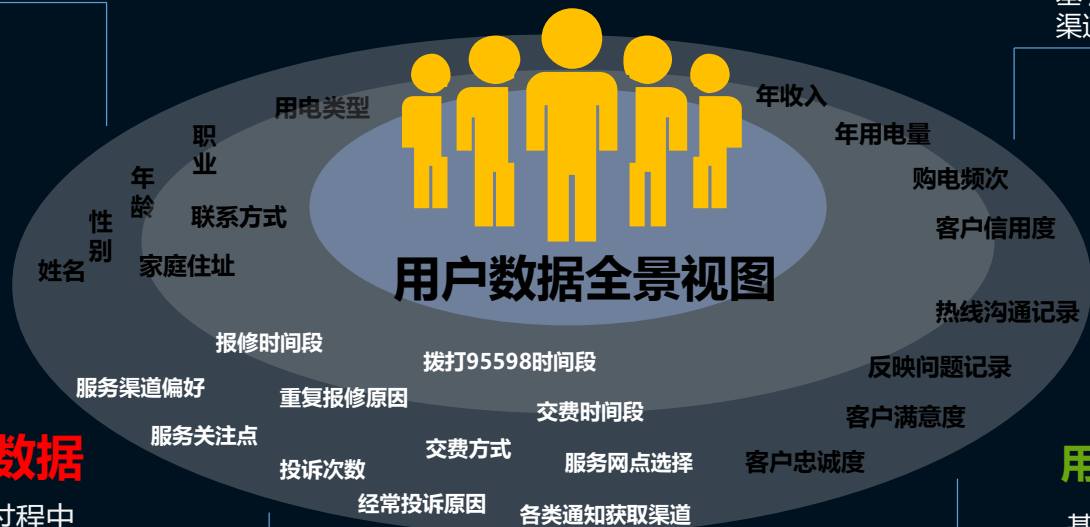 渠道
用电类型
年收入
职业
年用电量
年龄
购电频次
性别
联系方式
客户信用度
姓名
家庭住址
用户数据全景视图
热线沟通记录
报修时间段
拨打95598时间段
反映问题记录
服务渠道偏好
重复报修原因
交费时间段
客户满意度
服务关注点
交费方式
数据
投诉次数
服务网点选择
客户忠诚度
用
经常投诉原因
各类通知获取渠道
过程中